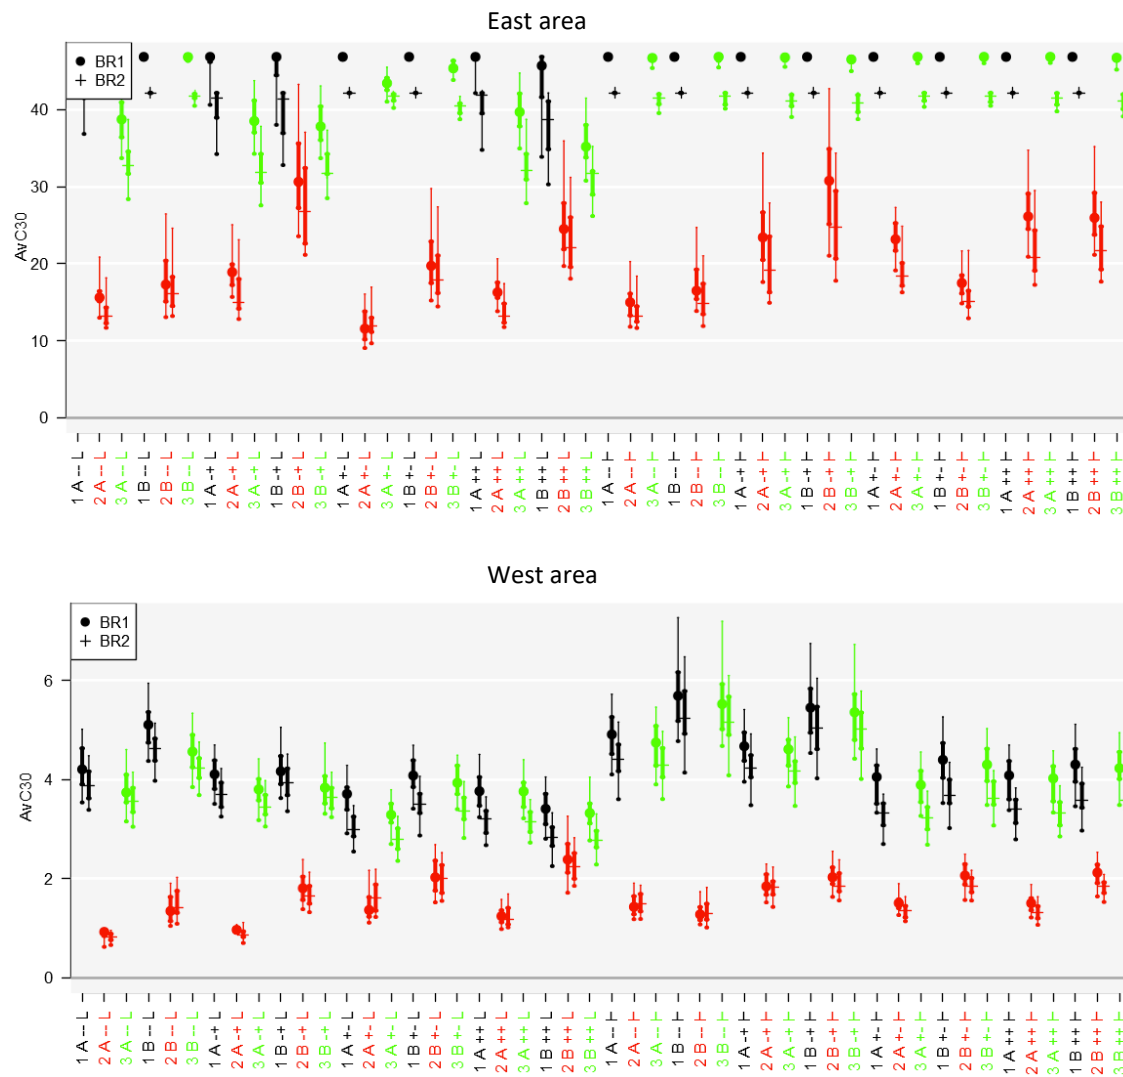 East area
BR1
BR2
AvC30
40
30
20
10
0
1 A -- L
2 A -- L
3 A -- L
1 B -- L
2 B -- L
3 B -- L
1 A -+ L
2 A -+ L
3 A -+ L
1 B -+ L
2 B -+ L
3 B -+ L
1 A +- L
2 A +- L
3 A +- L
1 B +- L
2 B +- L
3 B +- L
1 A ++ L
2 A ++ L
3 A ++ L
1 B ++ L
2 B ++ L
3 B ++ L
1 A -- H
2 A -- H
3 A -- H
1 B -- H
2 B -- H
3 B -- H
1 A -+ H
2 A -+ H
3 A -+ H
1 B -+ H
2 B -+ H
3 B -+ H
1 A +- H
2 A +- H
3 A +- H
1 B +- H
2 B +- H
3 B +- H
1 A ++ H
2 A ++ H
3 A ++ H
1 B ++ H
2 B ++ H
3 B ++ H
West area
BR1
BR2
AvC30
6
4
2
0
1 A -- L
2 A -- L
3 A -- L
1 B -- L
2 B -- L
3 B -- L
1 A -+ L
2 A -+ L
3 A -+ L
1 B -+ L
2 B -+ L
3 B -+ L
1 A +- L
2 A +- L
3 A +- L
1 B +- L
2 B +- L
3 B +- L
1 A ++ L
2 A ++ L
3 A ++ L
1 B ++ L
2 B ++ L
3 B ++ L
1 A -- H
2 A -- H
3 A -- H
1 B -- H
2 B -- H
3 B -- H
1 A -+ H
2 A -+ H
3 A -+ H
1 B -+ H
2 B -+ H
3 B -+ H
1 A +- H
2 A +- H
3 A +- H
1 B +- H
2 B +- H
3 B +- H
1 A ++ H
2 A ++ H
3 A ++ H
1 B ++ H
2 B ++ H
3 B ++ H